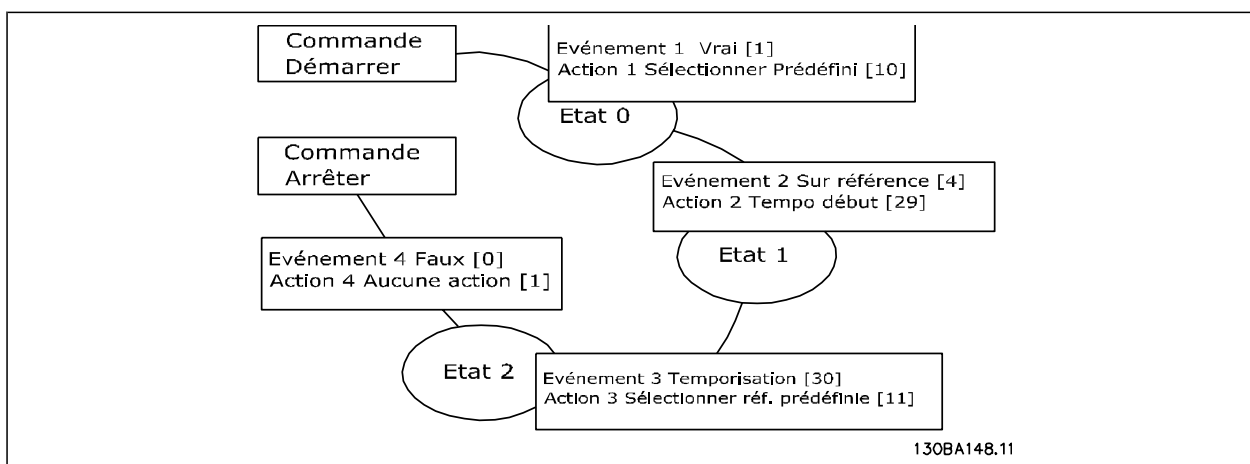 Commande
Démarrer
Evénement 1 Vrai [1]
Action 1 Sélectionner Prédéfini [10]
Etat 0
Commande
Arrêter
Evénement 2 Sur référence [4]
Action 2 Tempo début [29]
Etat 1
Evénement 4 Faux [0]
Action 4 Aucune action [1]
Etat 2
Evénement 3 Temporisation [30]
Action 3 Sélectionner réf. prédéfinie [11]
130BA148.11